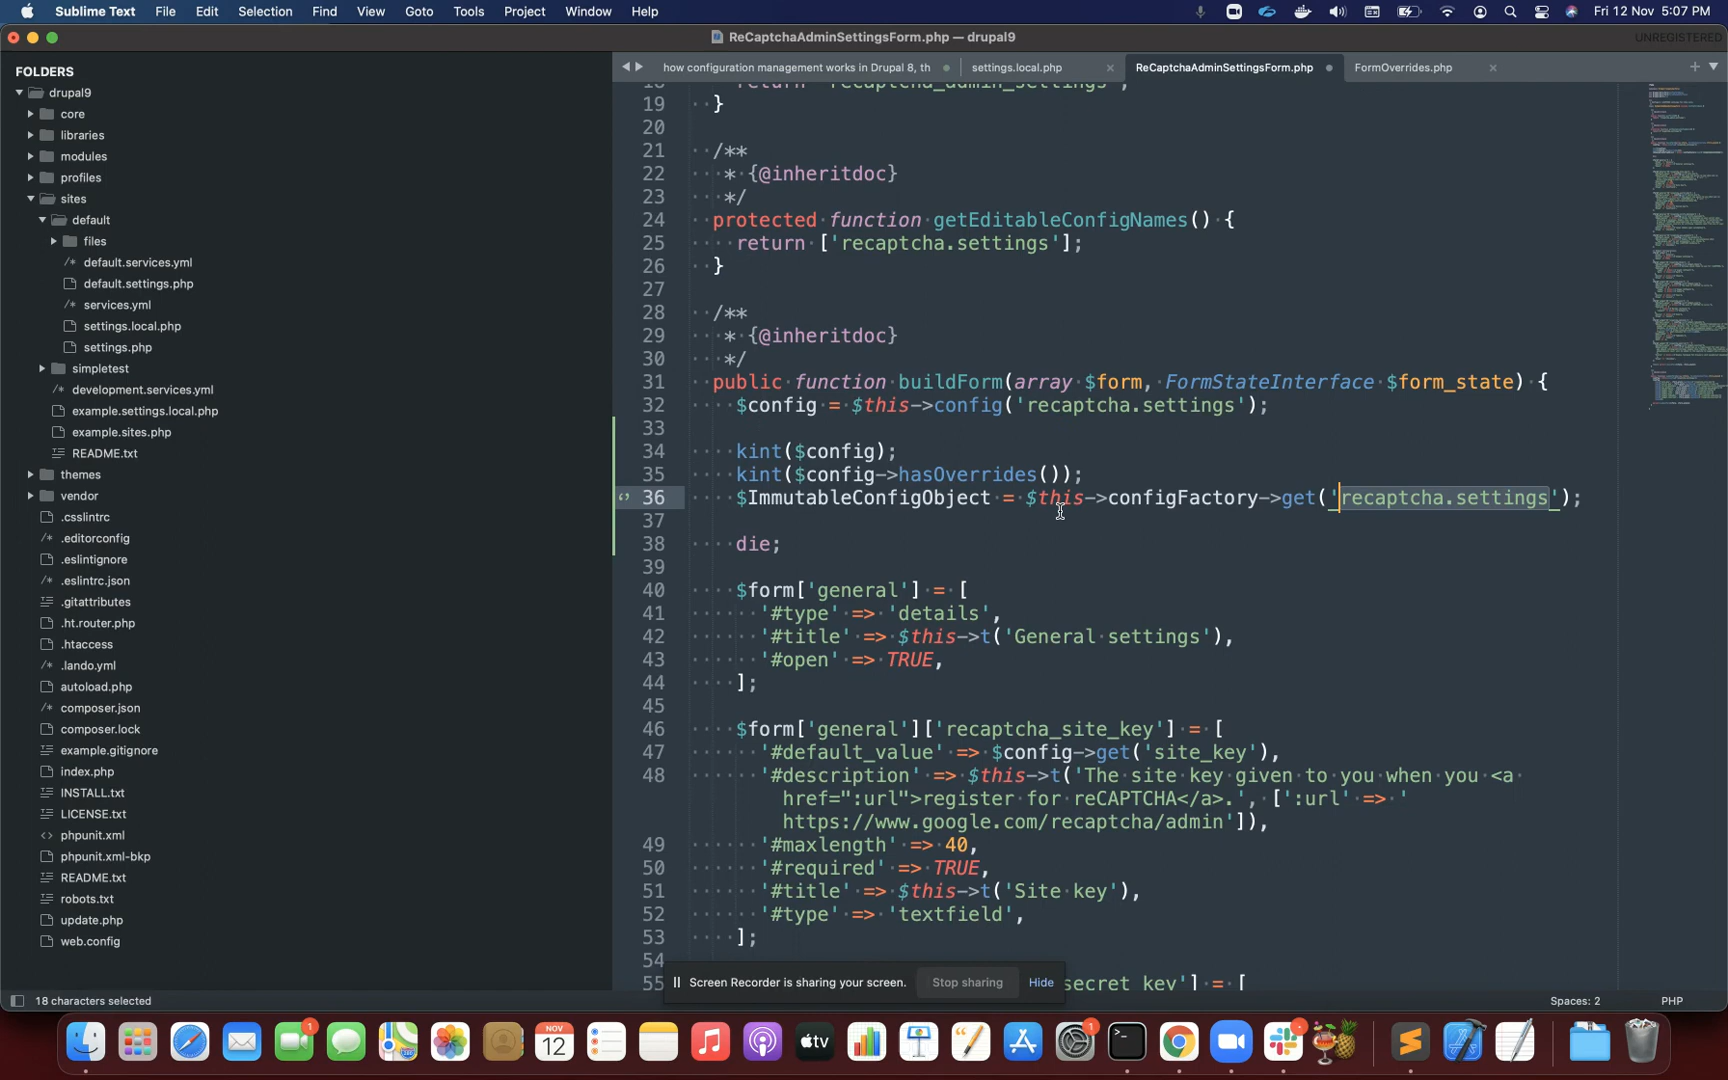 Sublime Text File Edit Selection Find View Goto Tools Project Window Help
Fri 12 Nov 5:07 PM
ReCaptchaAdminSettingsForm.php — drupal9
UNREGISTERED
FOLDERS
drupal9
core
libraries
modules
profiles
sites
default
files
default.services.yml
default.settings.php
services.yml
settings.local.php
settings.php
simpletest
development.services.yml
example.settings.local.php
example.sites.php
README.txt
themes
vendor
.csslintrc
.editorconfig
.eslintignore
.eslintrc.json
.gitattributes
.ht.router.php
.htaccess
.lando.yml
autoload.php
composer.json
composer.lock
example.gitignore
index.php
INSTALL.txt
LICENSE.txt
phpunit.xml
phpunit.xml-bkp
README.txt
robots.txt
update.php
web.config
how configuration management works in Drupal 8, th
settings.local.php
ReCaptchaAdminSettingsForm.php
FormOverrides.php
18 return 'recaptcha_admin_settings';
19 }
20
21 /**
22 * {@inheritdoc}
23 */
24 protected function getEditableConfigNames() {
25 return ['recaptcha.settings'];
26 }
27
28 /**
29 * {@inheritdoc}
30 */
31 public function buildForm(array $form, FormStateInterface $form_state) {
32 $config = $this->config('recaptcha.settings');
33
34 kint($config);
35 kint($config->hasOverrides());
36 $ImmutableConfigObject = $this->configFactory->get('recaptcha.settings');
37
38 die;
39
40 $form['general'] = [
41 '#type' => 'details',
42 '#title' => $this->t('General settings'),
43 '#open' => TRUE,
44 ];
45
46 $form['general']['recaptcha_site_key'] = [
47 '#default_value' => $config->get('site_key'),
48 '#description' => $this->t('The site key given to you when you <a
href=":url">register for reCAPTCHA</a>.', [':url' => '
https://www.google.com/recaptcha/admin']),
49 '#maxlength' => 40,
50 '#required' => TRUE,
51 '#title' => $this->t('Site key'),
52 '#type' => 'textfield',
53 ];
54
55 secret_key'] = [
Screen Recorder is sharing your screen. Stop sharing Hide
18 characters selected
Spaces: 2 PHP
1
NOV
12
tv
1